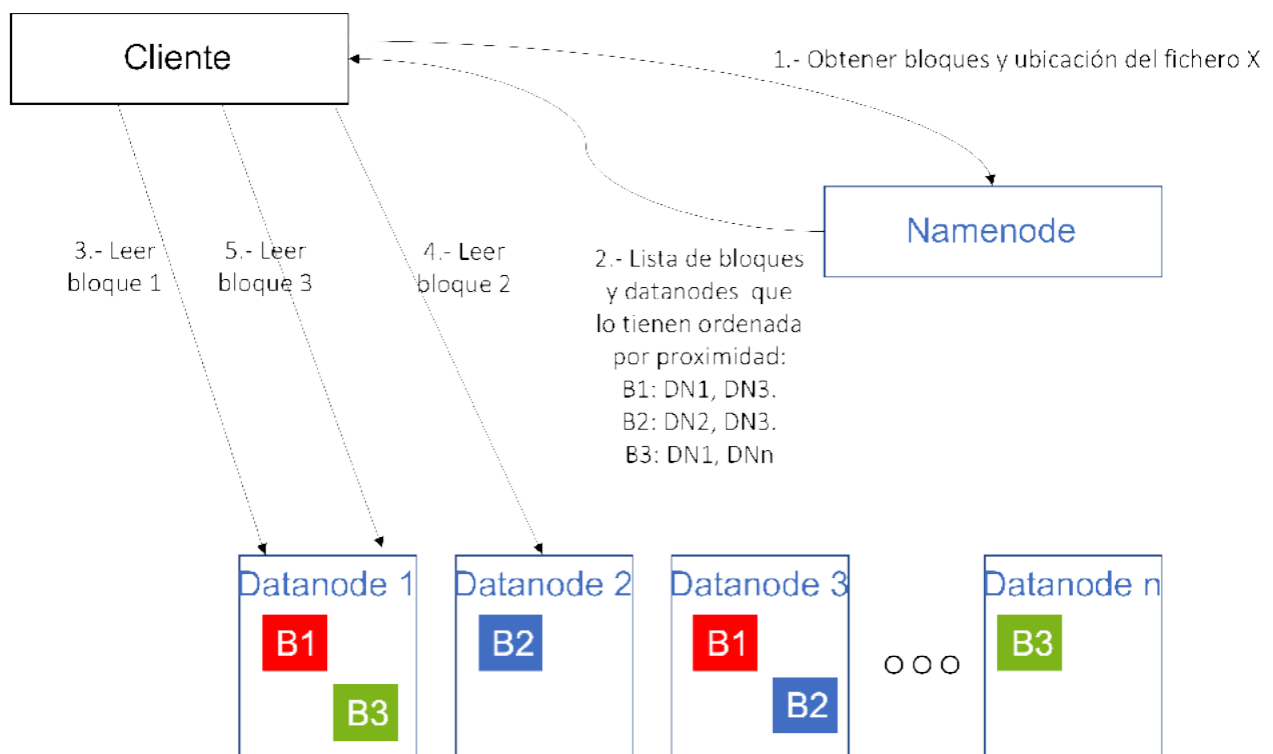 Cliente
1.- Obtener bloques y ubicación del fichero X
Namenode
2.- Lista de bloques
y datanodes que
lo tienen ordenada
por proximidad:
B1: DN1, DN3.
B2: DN2, DN3.
B3: DN1, DNn
3.- Leer
bloque 1
5.- Leer
bloque 3
4.- Leer
bloque 2
Datanode 1
B1
B3
Datanode 2
B2
Datanode 3
B1
B2
Datanode n
B3